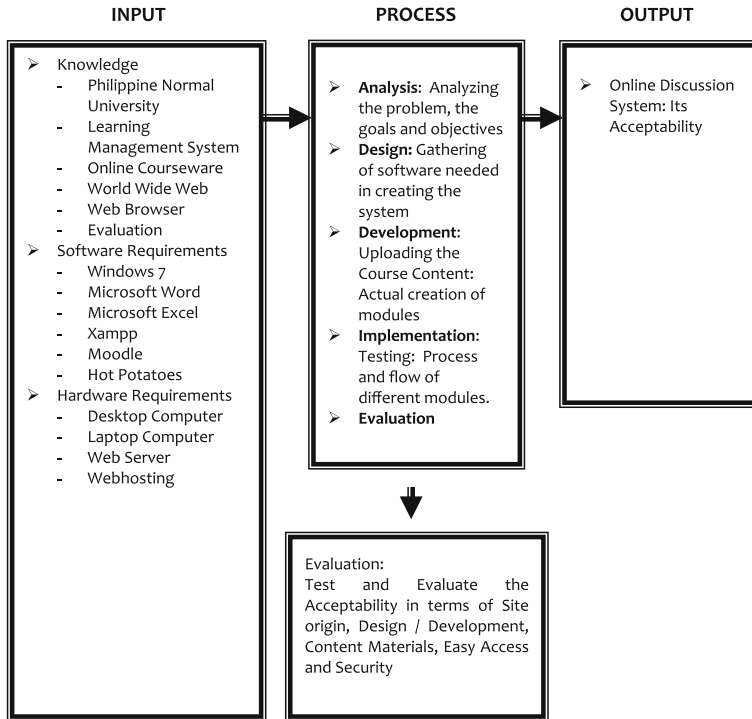 INPUT
PROCESS
OUTPUT
➢ Knowledge
- Philippine Normal
University
- Learning
Management System
- Online Courseware
- World Wide Web
- Web Browser
- Evaluation
➢ Software Requirements
- Windows 7
- Microsoft Word
- Microsoft Excel
- Xampp
- Moodle
- Hot Potatoes
➢ Hardware Requirements
- Desktop Computer
- Laptop Computer
- Web Server
- Webhosting
➢ Analysis: Analyzing
the problem, the
goals and objectives
➢ Design: Gathering
of software needed
in creating the
system
➢ Development:
Uploading the
Course Content:
Actual creation of
modules
➢ Implementation:
Testing: Process
and flow of
different modules.
➢ Evaluation
➢ Online Discussion
System: Its
Acceptability
Evaluation:
Test and Evaluate the
Acceptability in terms of Site
origin, Design / Development,
Content Materials, Easy Access
and Security